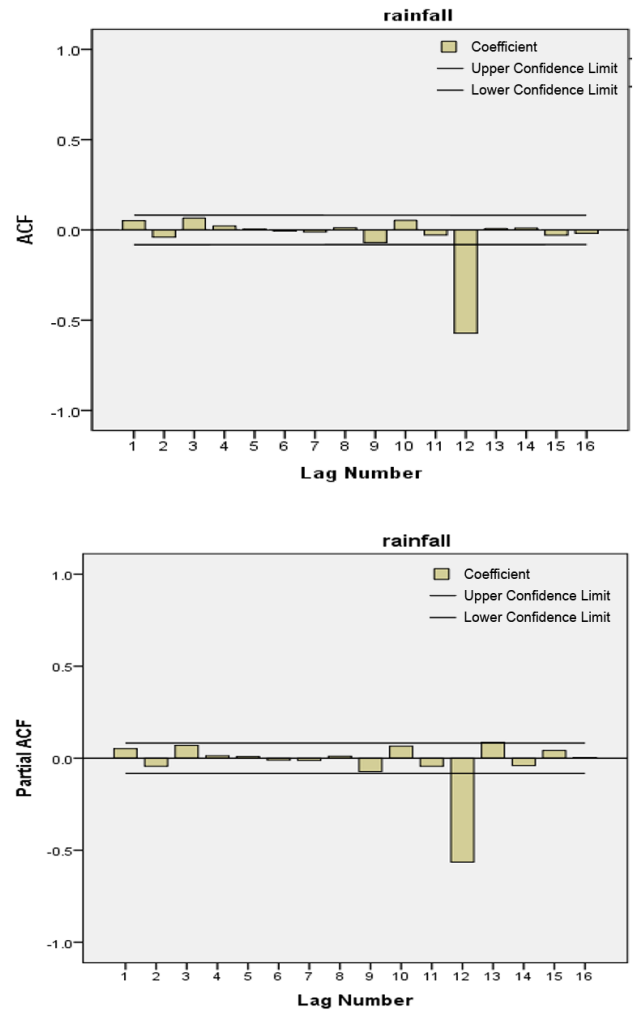 rainfall
Coefficient
Upper Confidence Limit
Lower Confidence Limit
1.0
0.5
0.0
-0.5
-1.0
ACF
1 2 3 4 5 6 7 8 9 10 11 12 13 14 15 16
Lag Number
rainfall
Coefficient
Upper Confidence Limit
Lower Confidence Limit
1.0
0.5
0.0
-0.5
-1.0
Partial ACF
1 2 3 4 5 6 7 8 9 10 11 12 13 14 15 16
Lag Number